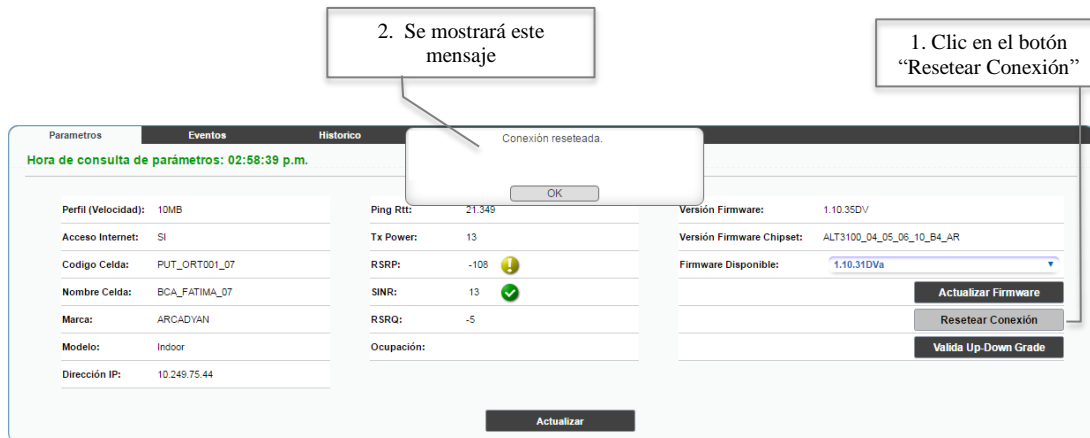 2. Se mostrará este
mensaje
1. Clic en el botón
“Resetear Conexión”
Parametros
Eventos
Historico
Conexión reseteada.
OK
Hora de consulta de parámetros: 02:58:39 p.m.
Perfil (Velocidad): 10MB
Acceso Internet: SI
Codigo Celda: PUT_ORT001_07
Nombre Celda: BCA_FATIMA_07
Marca: ARCADYAN
Modelo: Indoor
Dirección IP: 10.249.75.44
Ping Rtt: 21.349
Tx Power: 13
RSRP: -108
SINR: 13
RSRQ: -5
Ocupación:
Versión Firmware: 1.10.35DV
Versión Firmware Chipset: ALT3100_04_05_06_10_B4_AR
Firmware Disponible: 1.10.31DVa
Actualizar Firmware
Resetear Conexión
Valida Up-Down Grade
Actualizar